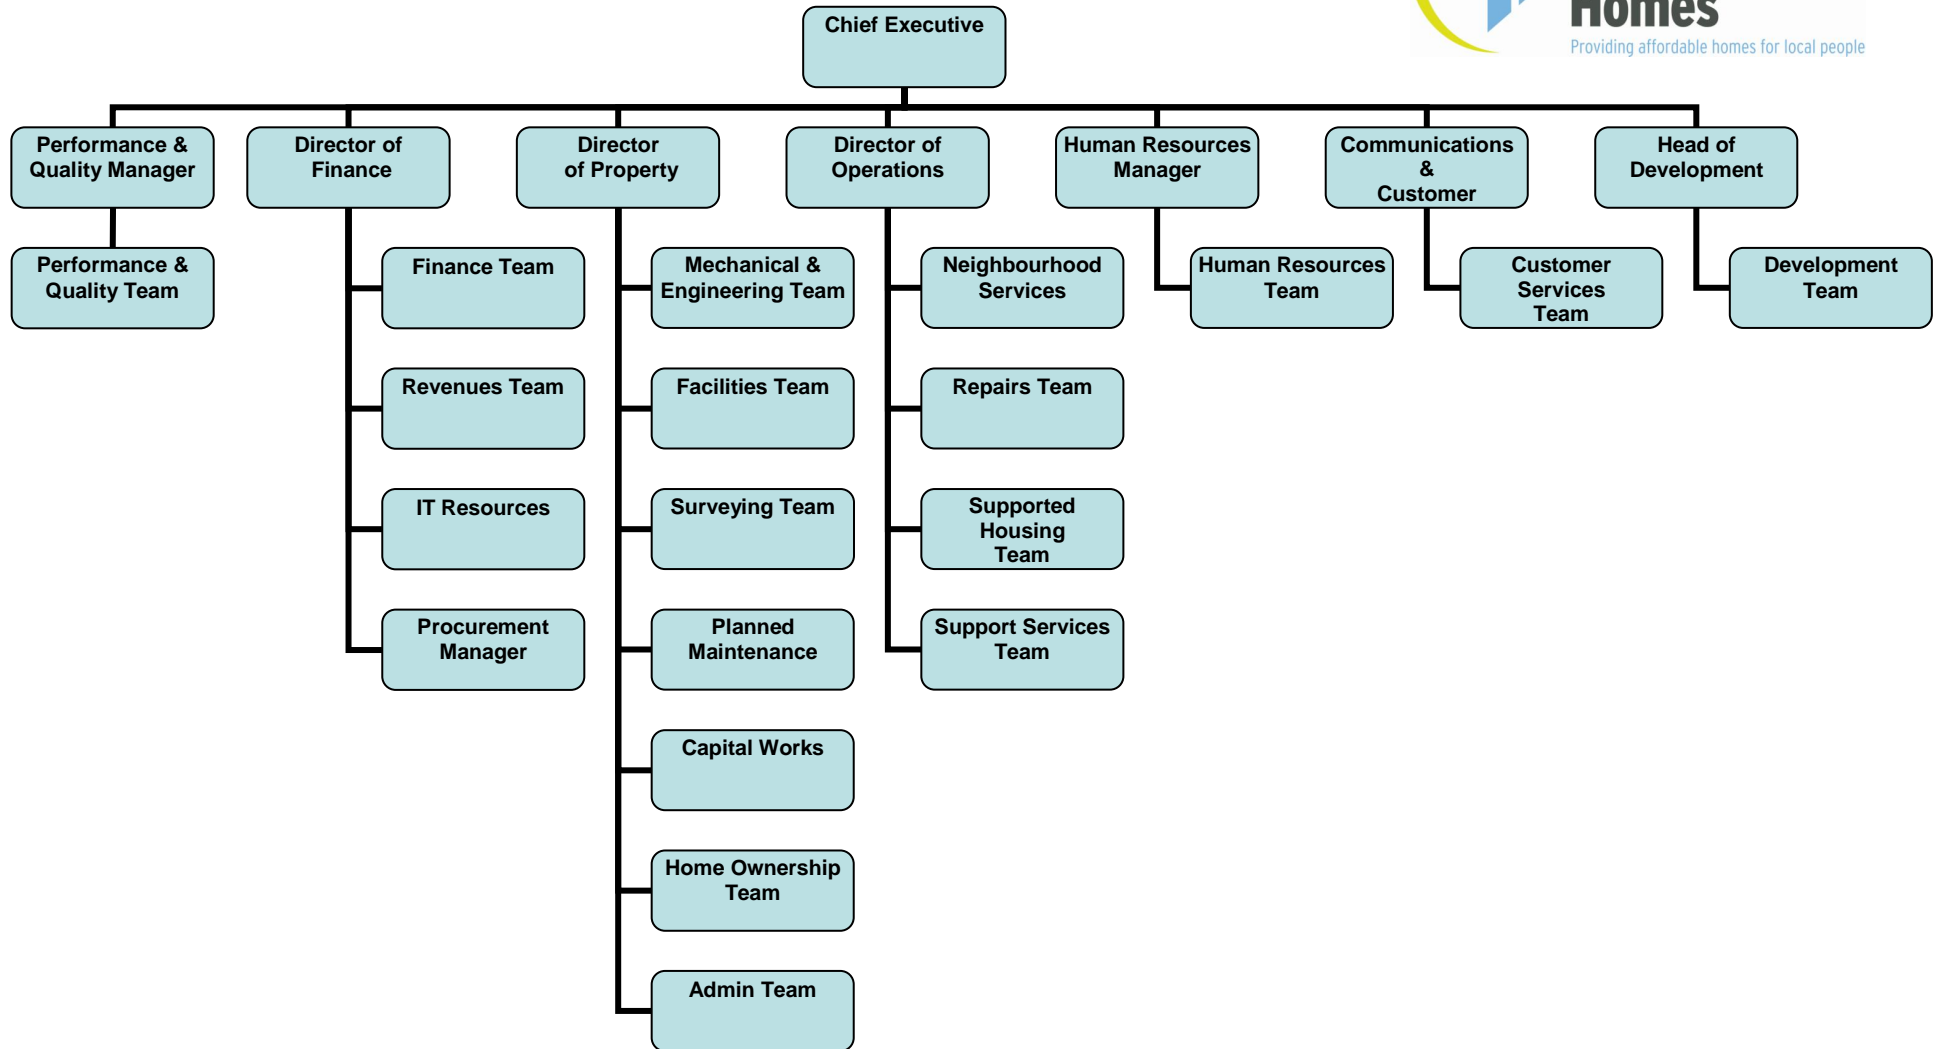 Homes
Providing affordable homes for local people
Chief Executive
Performance &
Quality Manager
Director of
Finance
Director
of Property
Director of
Operations
Human Resources
Manager
Communications
&
Customer
Head of
Development
Performance &
Quality Team
Finance Team
Mechanical &
Engineering Team
Neighbourhood
Services
Human Resources
Team
Customer
Services
Team
Development
Team
Revenues Team
Facilities Team
Repairs Team
IT Resources
Surveying Team
Supported
Housing
Team
Procurement
Manager
Planned
Maintenance
Support Services
Team
Capital Works
Home Ownership
Team
Admin Team